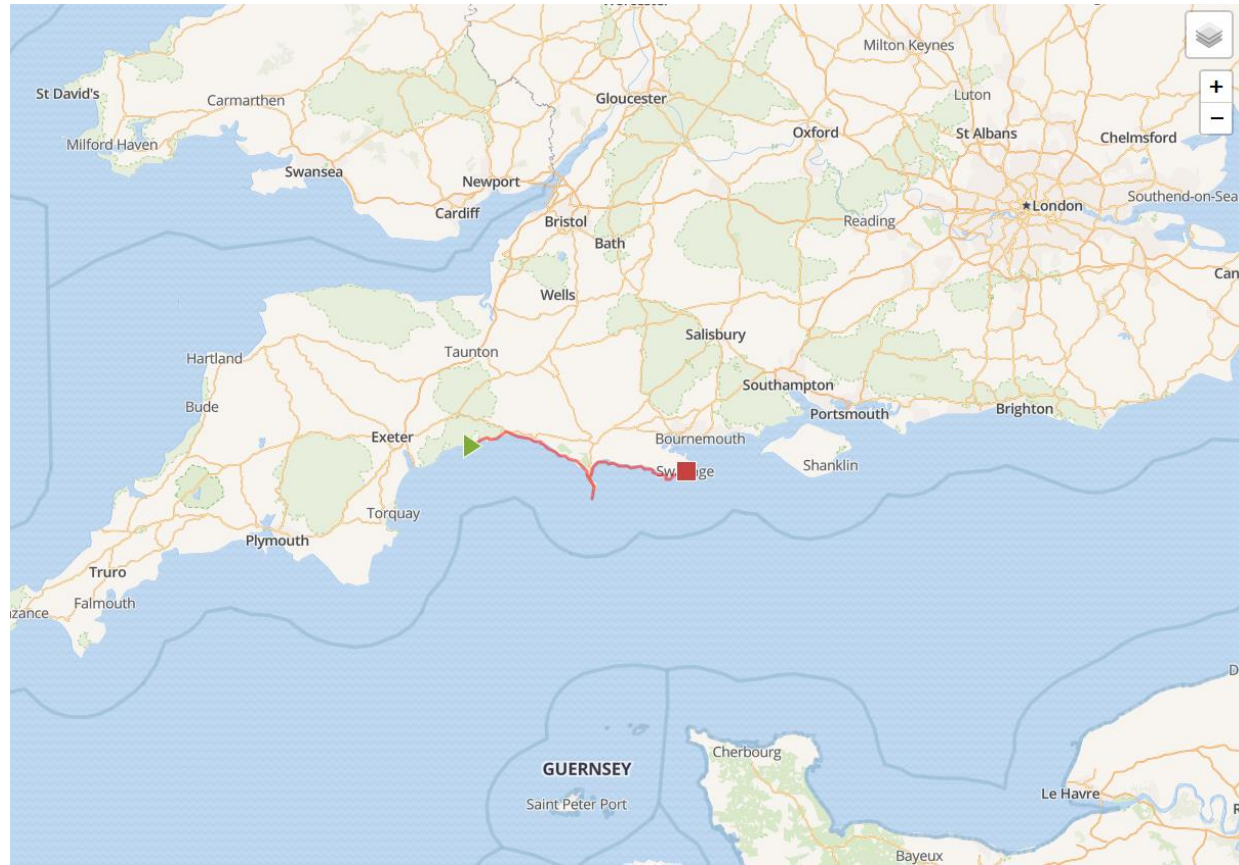 Milton Keynes
St David's
Carmarthen
Gloucester
Luton
Oxford
St Albans
Chelmsford
Milford Haven
Swansea
Newport
Cardiff
Bristol
Reading
London
Southend-on-Sea
Bath
Can
Wells
Salisbury
Hartland
Taunton
Southampton
Bude
Portsmouth
Brighton
Exeter
Bournemouth
Shanklin
Torquay
Plymouth
Truro
Falmouth
zance
Cherbourg
GUERNSEY
Saint Peter Port
Le Havre
Bayeux
+
−